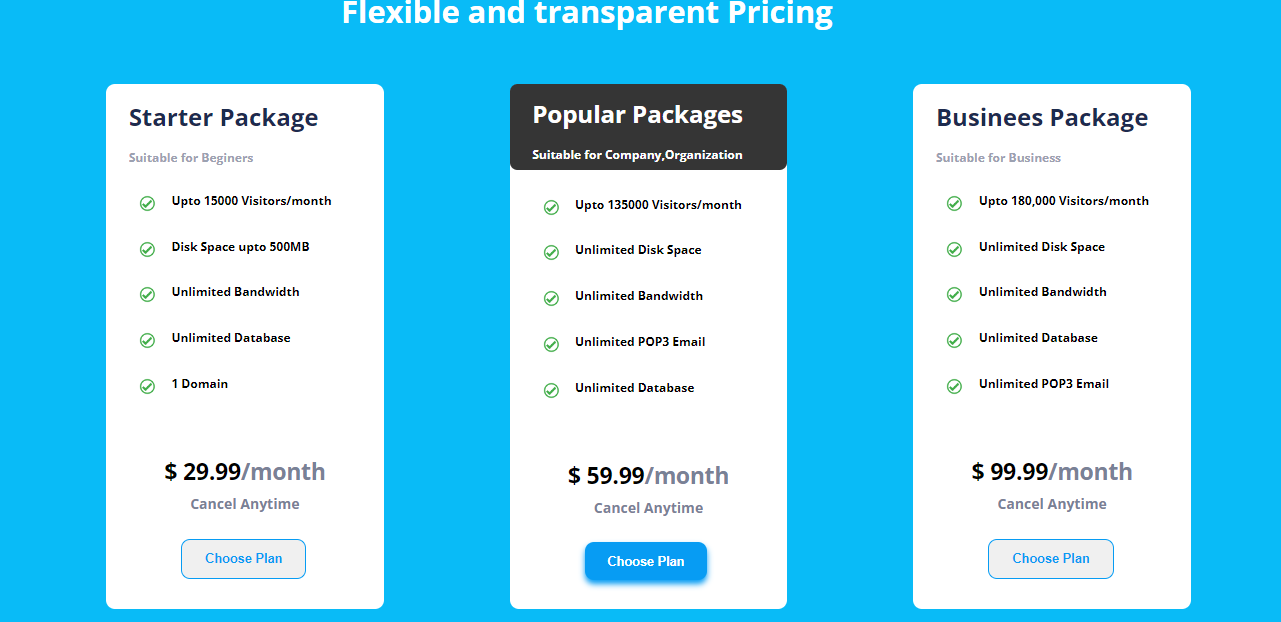 Flexible and transparent Pricing
Starter Package
Suitable for Beginers
Upto 15000 Visitors/month
Disk Space upto 500MB
Unlimited Bandwidth
Unlimited Database
1 Domain
$ 29.99/month
Cancel Anytime
Choose Plan
Popular Packages
Suitable for Company,Organization
Upto 135000 Visitors/month
Unlimited Disk Space
Unlimited Bandwidth
Unlimited POP3 Email
Unlimited Database
$ 59.99/month
Cancel Anytime
Choose Plan
Businees Package
Suitable for Business
Upto 180,000 Visitors/month
Unlimited Disk Space
Unlimited Bandwidth
Unlimited Database
Unlimited POP3 Email
$ 99.99/month
Cancel Anytime
Choose Plan